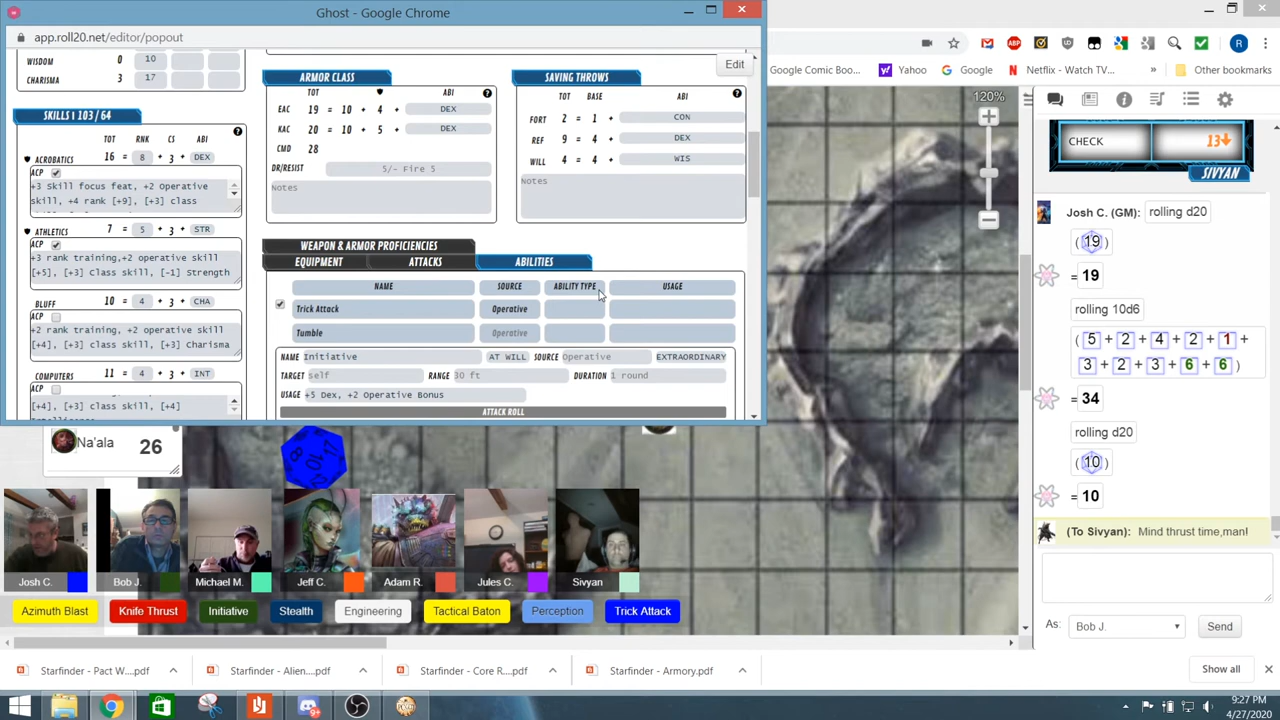 Ghost - Google Chrome
app.roll20.net/editor/popout
Edit
WISDOM 0 10
CHARISMA 3 17
SKILLS | 103 / 64
TOT RNK CS ABI
ACROBATICS 16 = 8 + 3 + DEX
ACP
+3 skill focus feat, +2 Operative
skill, +4 rank [+9], [+3] class
ATHLETICS 7 = 5 + 3 + STR
ACP
+3 rank training,+2 operative skill
[+5], [+3] class skill, [-1] Strength
BLUFF 10 = 4 + 3 + CHA
ACP
+2 rank training, +2 operative skill
[+4], [+3] class skill, [+3] Charisma
COMPUTERS 11 = 4 + 3 + INT
ACP
[+4], [+3] class skill, [+4]
ARMOR CLASS
TOT ABI
EAC 19 = 10 + 4 + DEX
KAC 20 = 10 + 5 + DEX
CMD 28
DR/RESIST 5/- Fire 5
Notes
SAVING THROWS
TOT BASE ABI
FORT 2 = 1 + CON
REF 9 = 4 + DEX
WILL 4 = 4 + WIS
Notes
WEAPON & ARMOR PROFICIENCIES
EQUIPMENT ATTACKS ABILITIES
NAME SOURCE ABILITY TYPE USAGE
Trick Attack Operative
Tumble Operative
NAME Initiative AT WILL SOURCE Operative EXTRAORDINARY
TARGET self RANGE 30 ft DURATION 1 round
USAGE +5 Dex, +2 Operative Bonus
ATTACK ROLL
Na'ala 26
8 10 12
Josh C. Bob J. Michael M. Jeff C. Adam R. Jules C. Sivyan
Azimuth Blast Knife Thrust Initiative Stealth Engineering Tactical Baton Perception Trick Attack
ABP
R
Google Comic Boo... Yahoo Google Netflix - Watch TV... » Other bookmarks
120%
CHECK 13
SIVYAN
Josh C. (GM): rolling d20
(19)
= 19
rolling 10d6
(5 + 2 + 4 + 2 + 1 +
3 + 2 + 3 + 6 + 6)
= 34
rolling d20
(10)
= 10
(To Sivyan): Mind thrust time,man!
As: Bob J. Send
Starfinder - Pact W....pdf Starfinder - Alien....pdf Starfinder - Core R....pdf Starfinder - Armory.pdf Show all
9:27 PM
4/27/2020